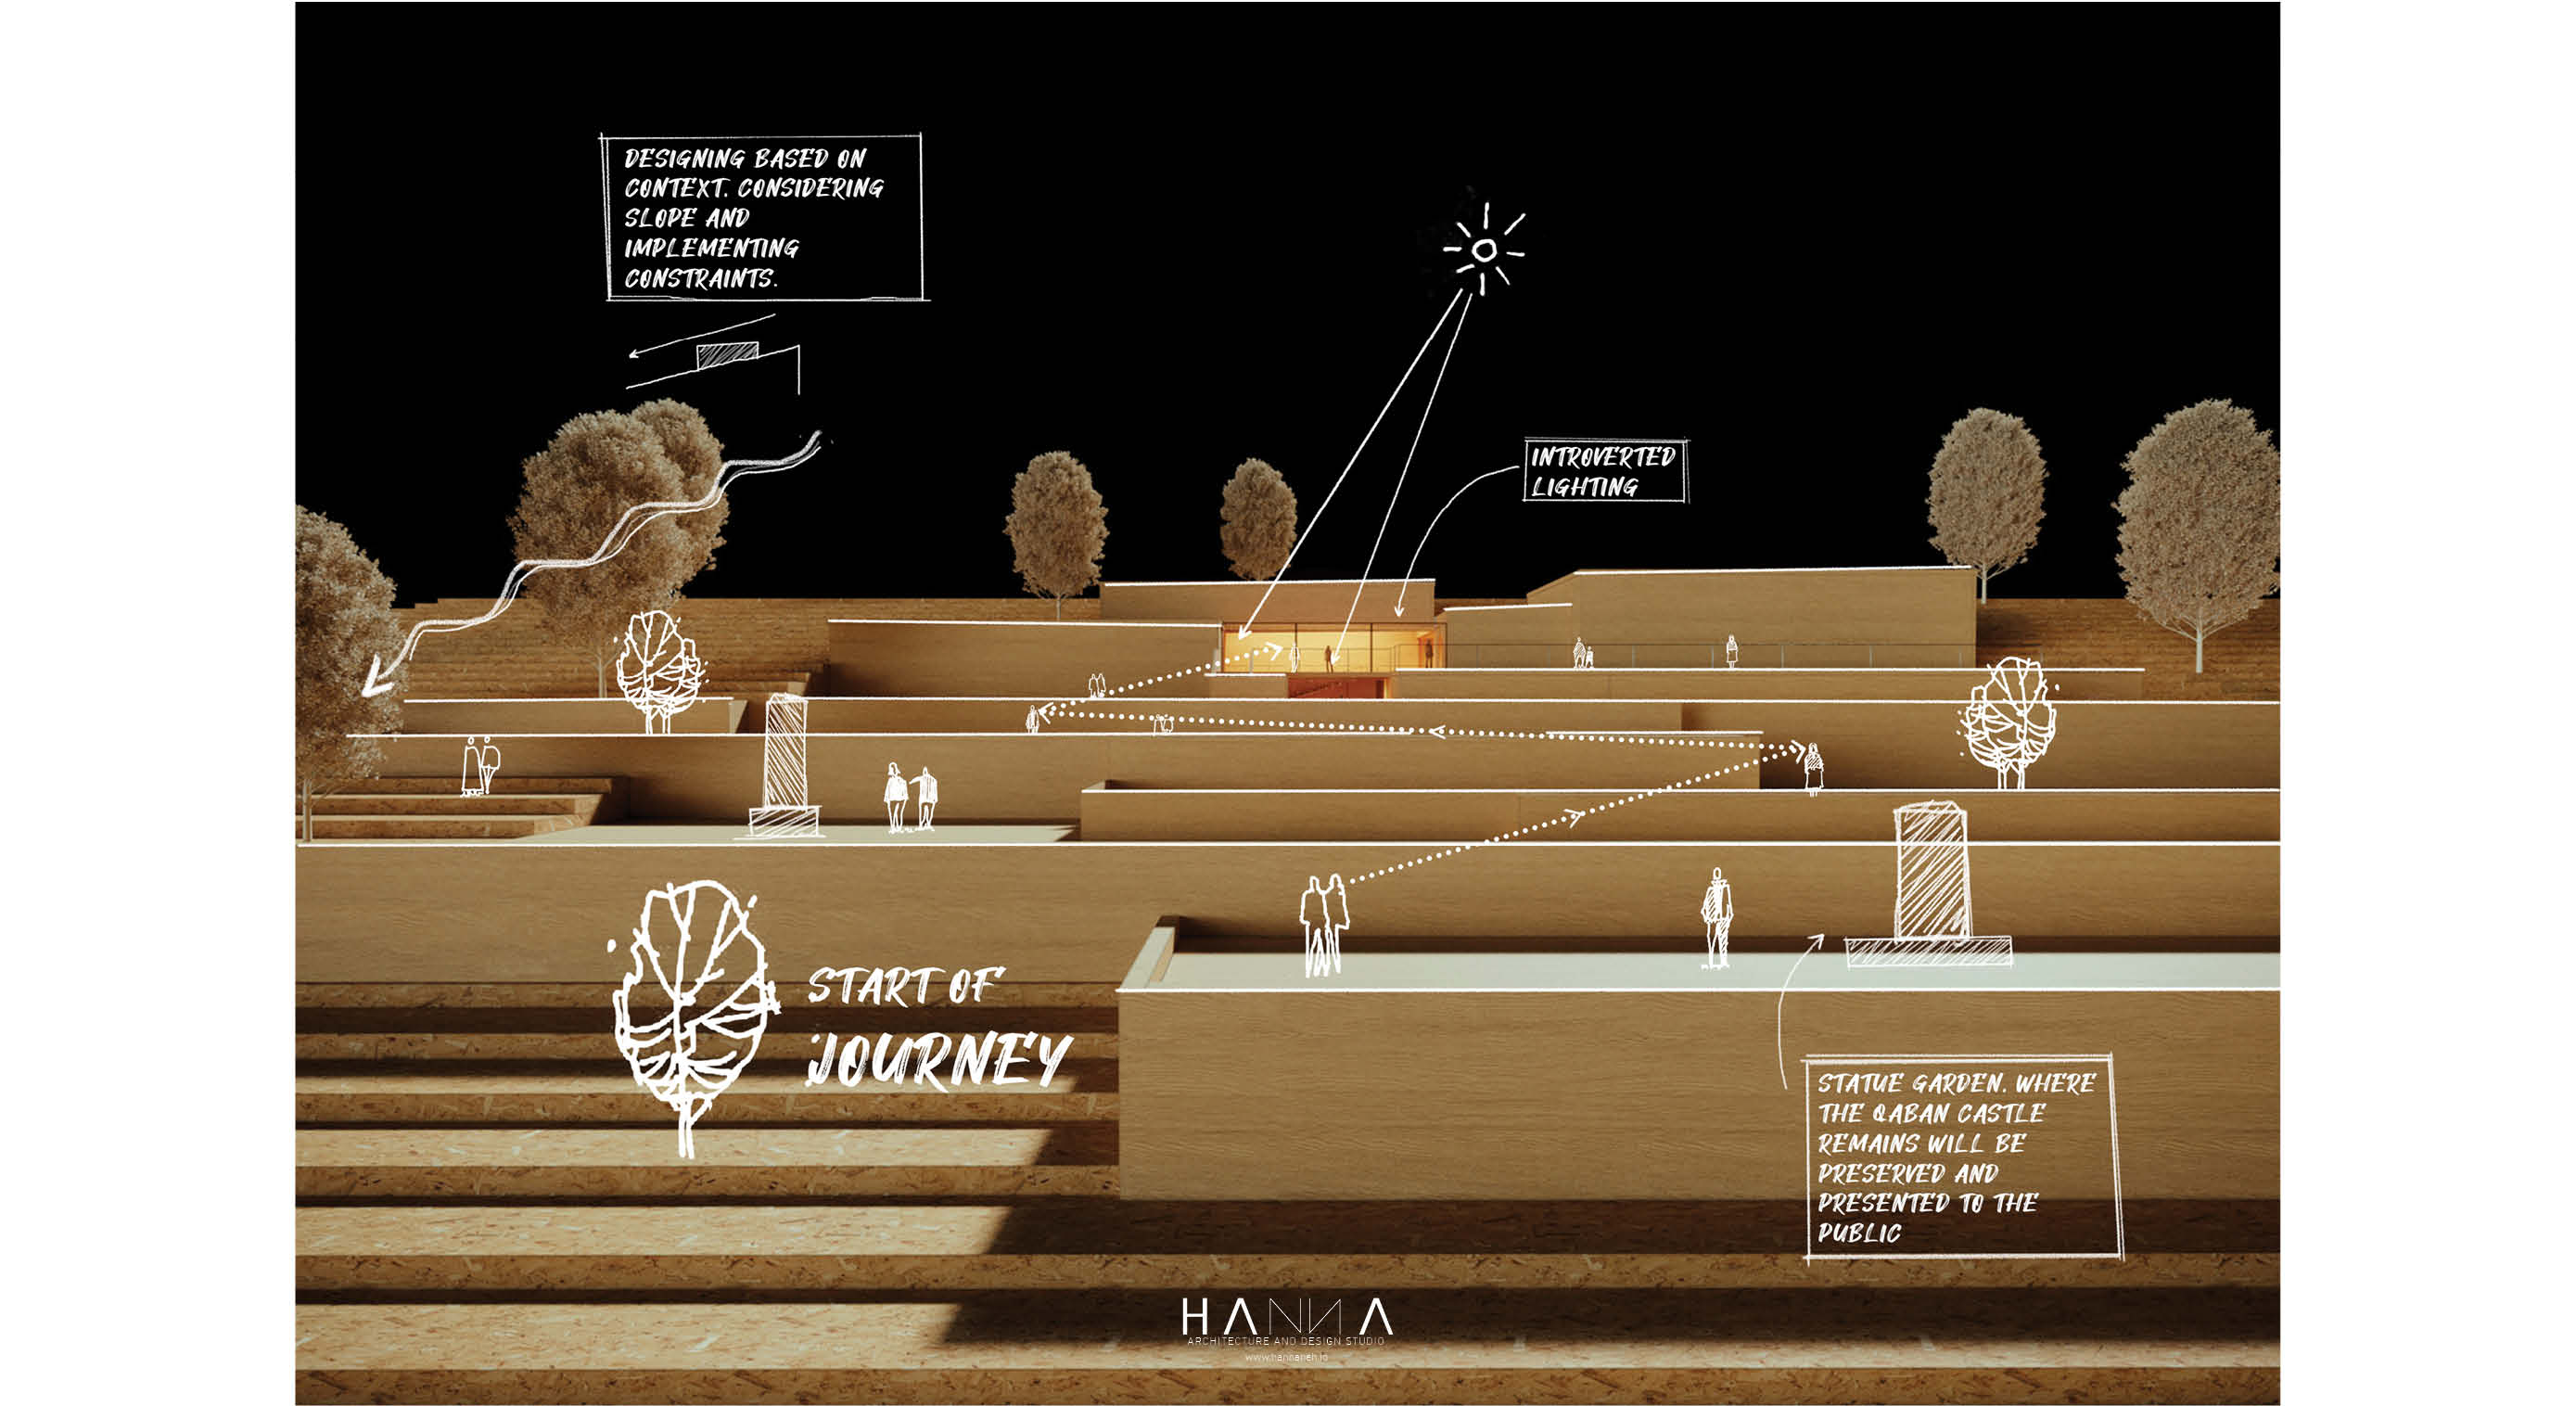 DESIGNING BASED ON
CONTEXT. CONSIDERING
SLOPE AND
IMPLEMENTING
CONSTRAINTS.
INTROVERTED
LIGHTING
START OF
JOURNEY
STATUE GARDEN. WHERE
THE QABAN CASTLE
REMAINS WILL BE
PRESERVED AND
PRESENTED TO THE
PUBLIC
HANNA
ARCHITECTURE AND DESIGN STUDIO